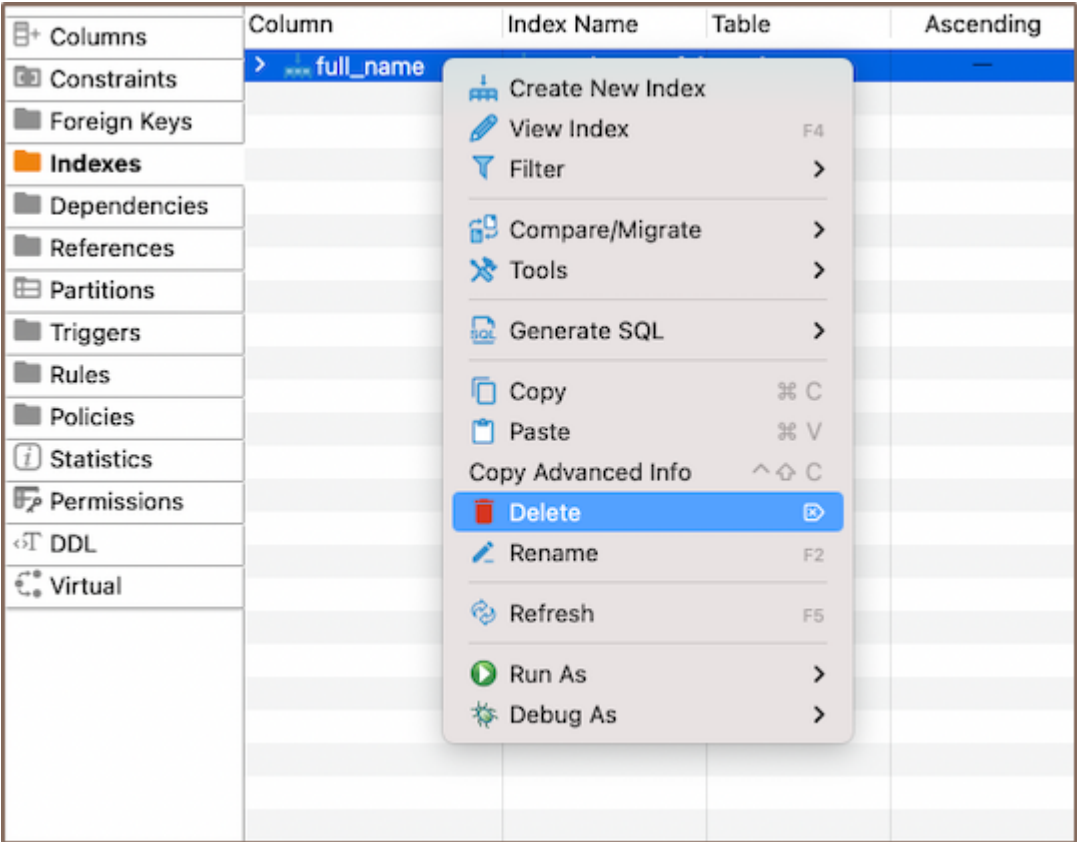 Columns
Constraints
Foreign Keys
Indexes
Dependencies
References
Partitions
Triggers
Rules
Policies
Statistics
Permissions
DDL
Virtual
Column Index Name Table Ascending
full_name
Create New Index
View Index F4
Filter
Compare/Migrate
Tools
Generate SQL
Copy ⌘ C
Paste ⌘ V
Copy Advanced Info ^ ⇧ C
Delete ⌦
Rename F2
Refresh F5
Run As
Debug As